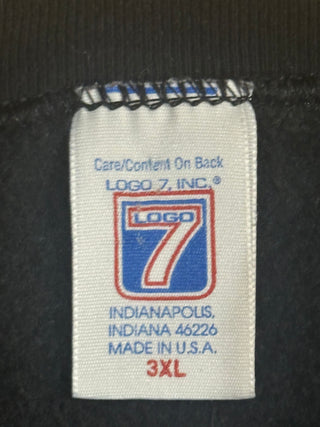 Care/Content On Back
LOGO 7, INC.®
LOGO
7
INDIANAPOLIS,
INDIANA 46226
MADE IN U.S.A.
3XL